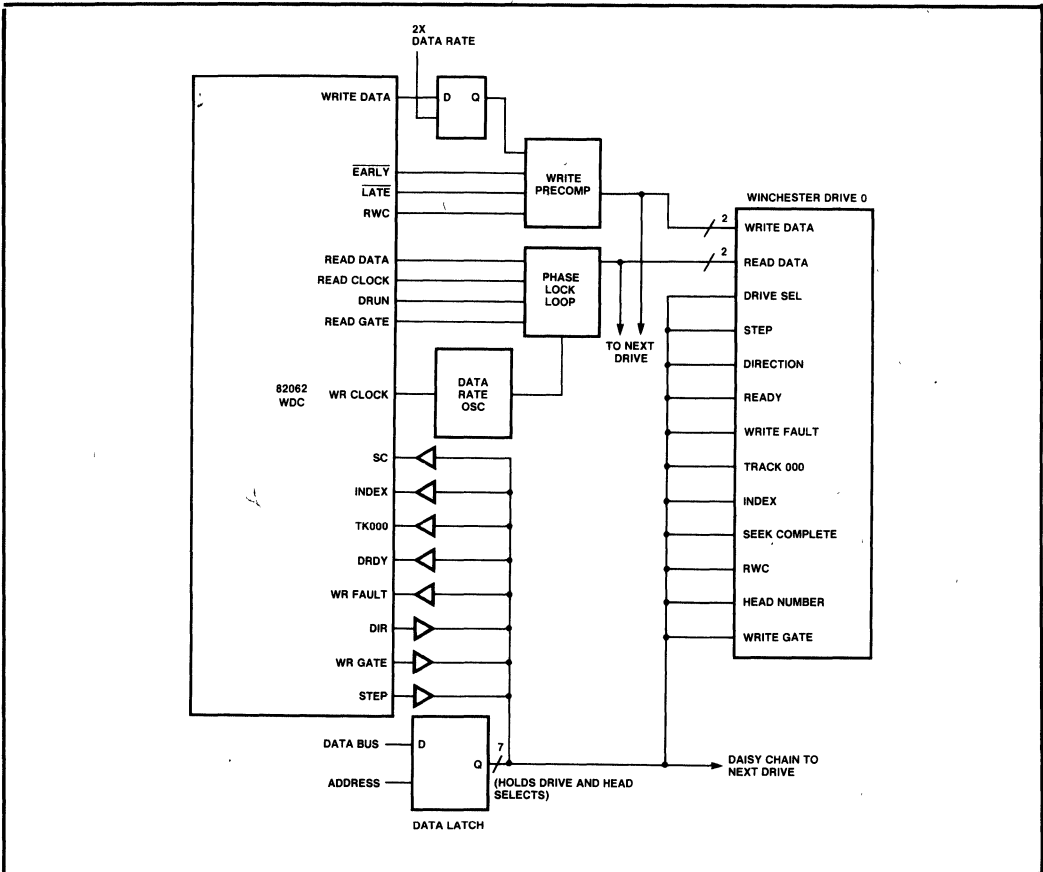 2X
DATA RATE
WRITE DATA
D Q
EARLY
LATE
RWC
WRITE
PRECOMP
READ DATA
READ CLOCK
DRUN
READ GATE
PHASE
LOCK
LOOP
TO NEXT
DRIVE
82062
WDC
WR CLOCK
DATA
RATE
OSC
SC
INDEX
TK000
DRDY
WR FAULT
DIR
WR GATE
STEP
DATA BUS
ADDRESS
D
Q
7
(HOLDS DRIVE AND HEAD
SELECTS)
DATA LATCH
WINCHESTER DRIVE 0
2
WRITE DATA
2
READ DATA
DRIVE SEL
STEP
DIRECTION
READY
WRITE FAULT
TRACK 000
INDEX
SEEK COMPLETE
RWC
HEAD NUMBER
WRITE GATE
DAISY CHAIN TO
NEXT DRIVE